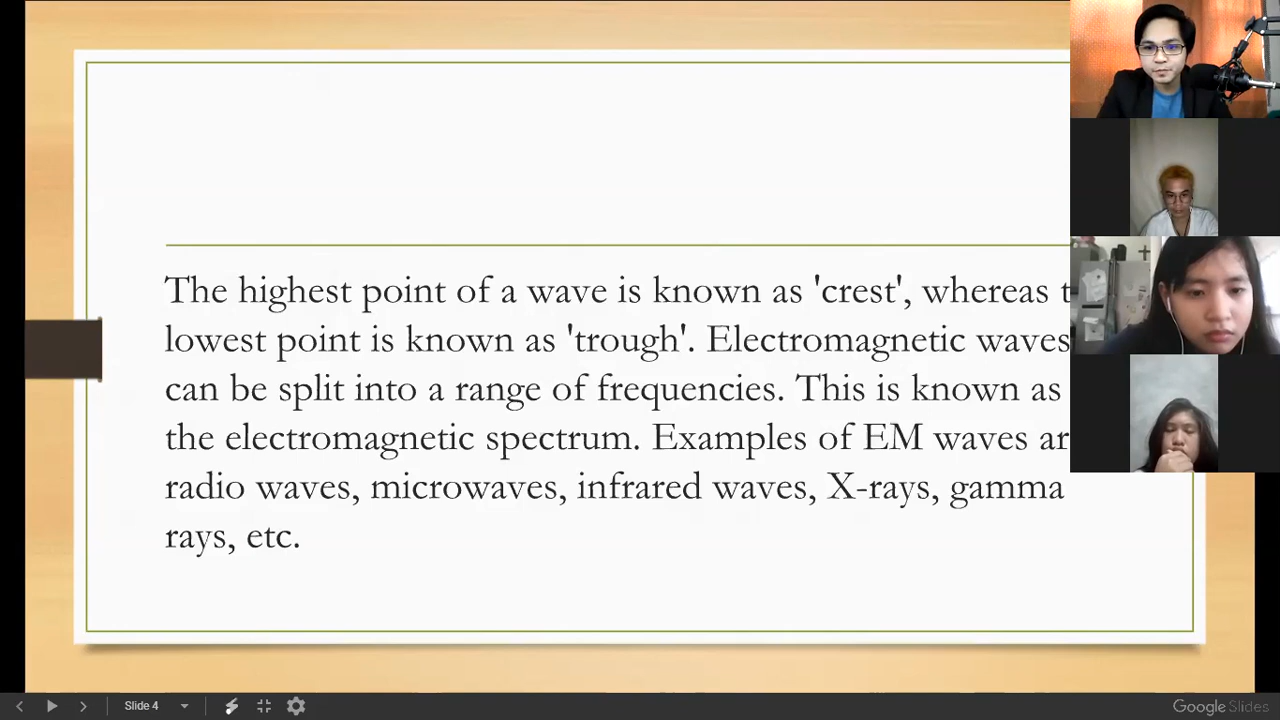 The highest point of a wave is known as 'crest', whereas
lowest point is known as 'trough'. Electromagnetic waves
can be split into a range of frequencies. This is known as
the electromagnetic spectrum. Examples of EM waves
radio waves, microwaves, infrared waves, X-rays, gamma
rays, etc.
Slide 4
Google Slides